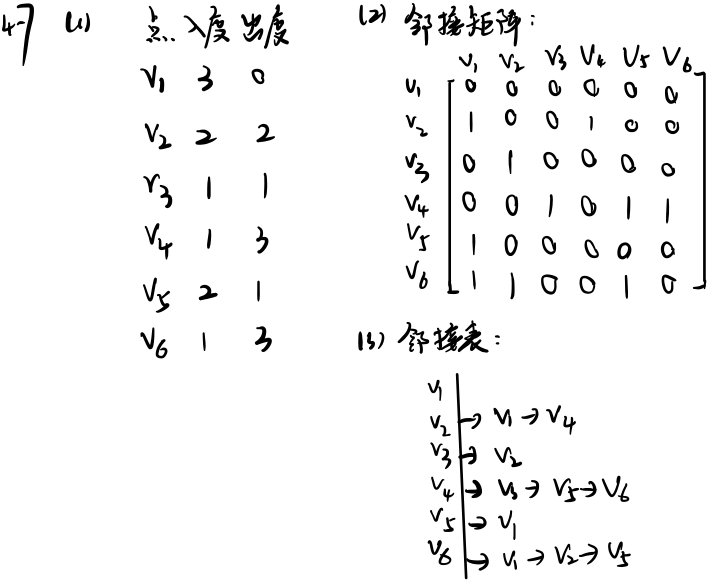 4-7 (1) 点 入度 出度
V1 3 0
V2 2 2
V3 1 1
V4 1 3
V5 2 1
V6 1 3
(2) 邻接矩阵:
V1 V2 V3 V4 V5 V6
V1 0 0 0 0 0 0
V2 1 0 0 1 0 0
V3 0 1 0 0 0 0
V4 0 0 1 0 1 1
V5 1 0 0 0 0 0
V6 1 1 0 0 1 0
(3) 邻接表:
V1
V2 → V1 → V4
V3 → V2
V4 → V3 → V5 → V6
V5 → V1
V6 → V1 → V2 → V5